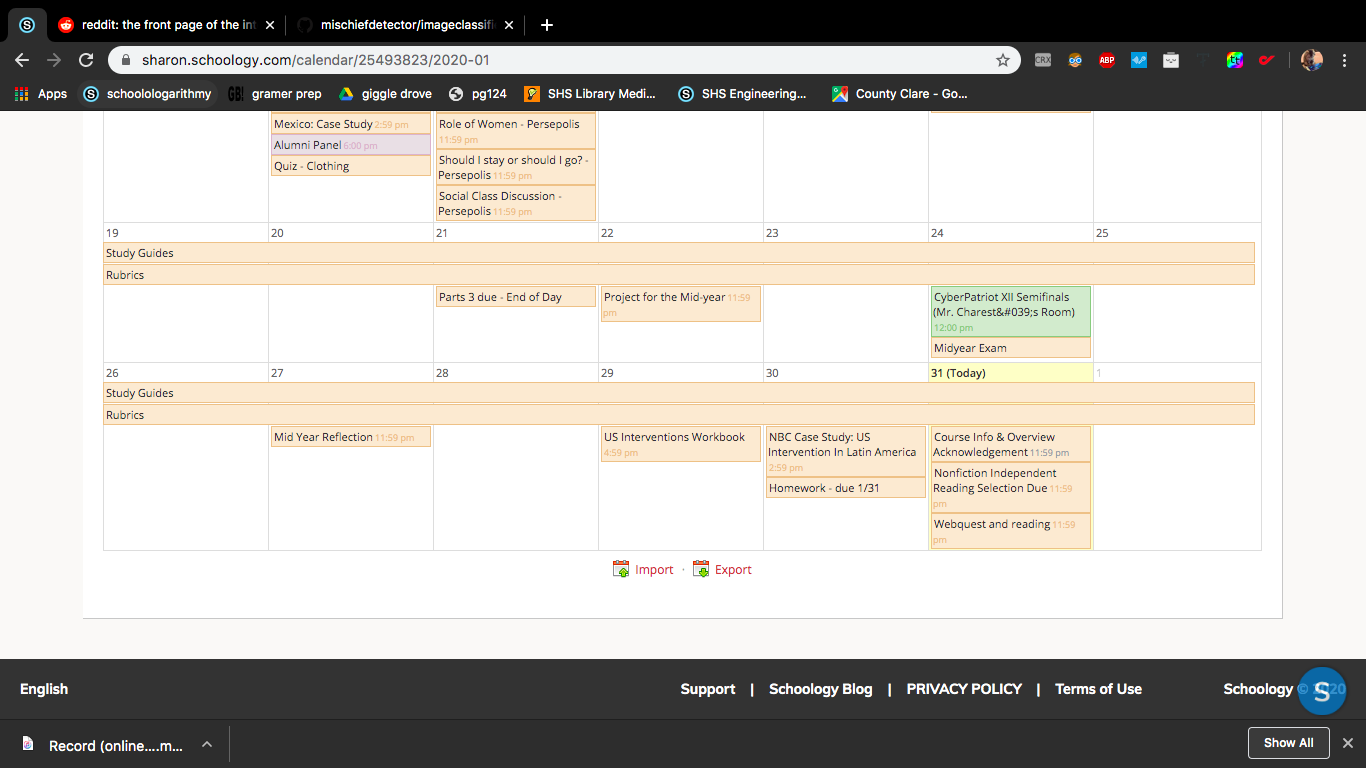 reddit: the front page of the int
mischiefdetector/imageclassifi
sharon.schoology.com/calendar/25493823/2020-01
CRX
ABP
Apps
schoolologarithmy
GB!
gramer prep
giggle drove
pg124
SHS Library Medi...
SHS Engineering...
County Clare - Go...
Mexico: Case Study 2:59 pm
Alumni Panel 6:00 pm
Quiz - Clothing
Role of Women - Persepolis
11:59 pm
Should I stay or should I go? -
Persepolis 11:59 pm
Social Class Discussion -
Persepolis 11:59 pm
19 20 21 22 23 24 25
Study Guides
Rubrics
Parts 3 due - End of Day
Project for the Mid-year 11:59
pm
CyberPatriot XII Semifinals
(Mr. Charest&#039;s Room)
12:00 pm
Midyear Exam
26 27 28 29 30 31 (Today) 1
Study Guides
Rubrics
Mid Year Reflection 11:59 pm
US Interventions Workbook
4:59 pm
NBC Case Study: US
Intervention In Latin America
2:59 pm
Homework - due 1/31
Course Info & Overview
Acknowledgement 11:59 pm
Nonfiction Independent
Reading Selection Due 11:59
pm
Webquest and reading 11:59
pm
Import · Export
English
Support | Schoology Blog | PRIVACY POLICY | Terms of Use
Schoology © 2020
S
Record (online....m...
Show All